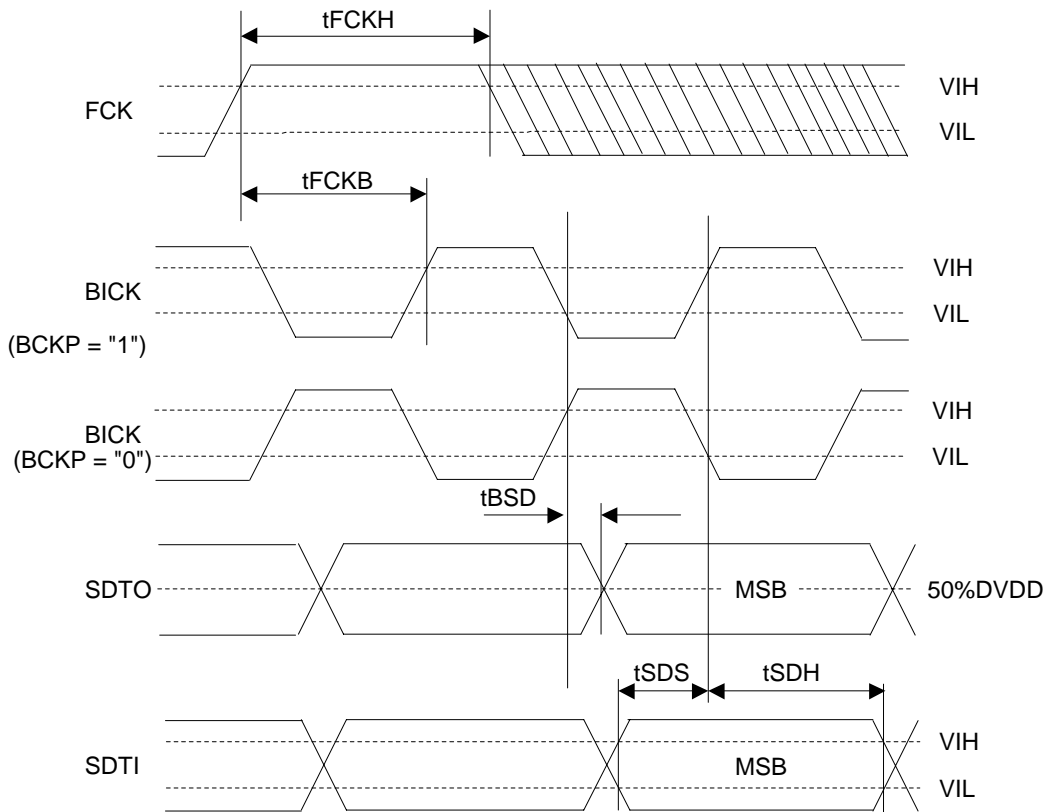 tFCKH
VIH
FCK
VIL
tFCKB
VIH
BICK
VIL
(BCKP = "1")
VIH
BICK
(BCKP = "0")
VIL
tBSD
SDTO
MSB
50%DVDD
tSDS
tSDH
VIH
SDTI
MSB
VIL